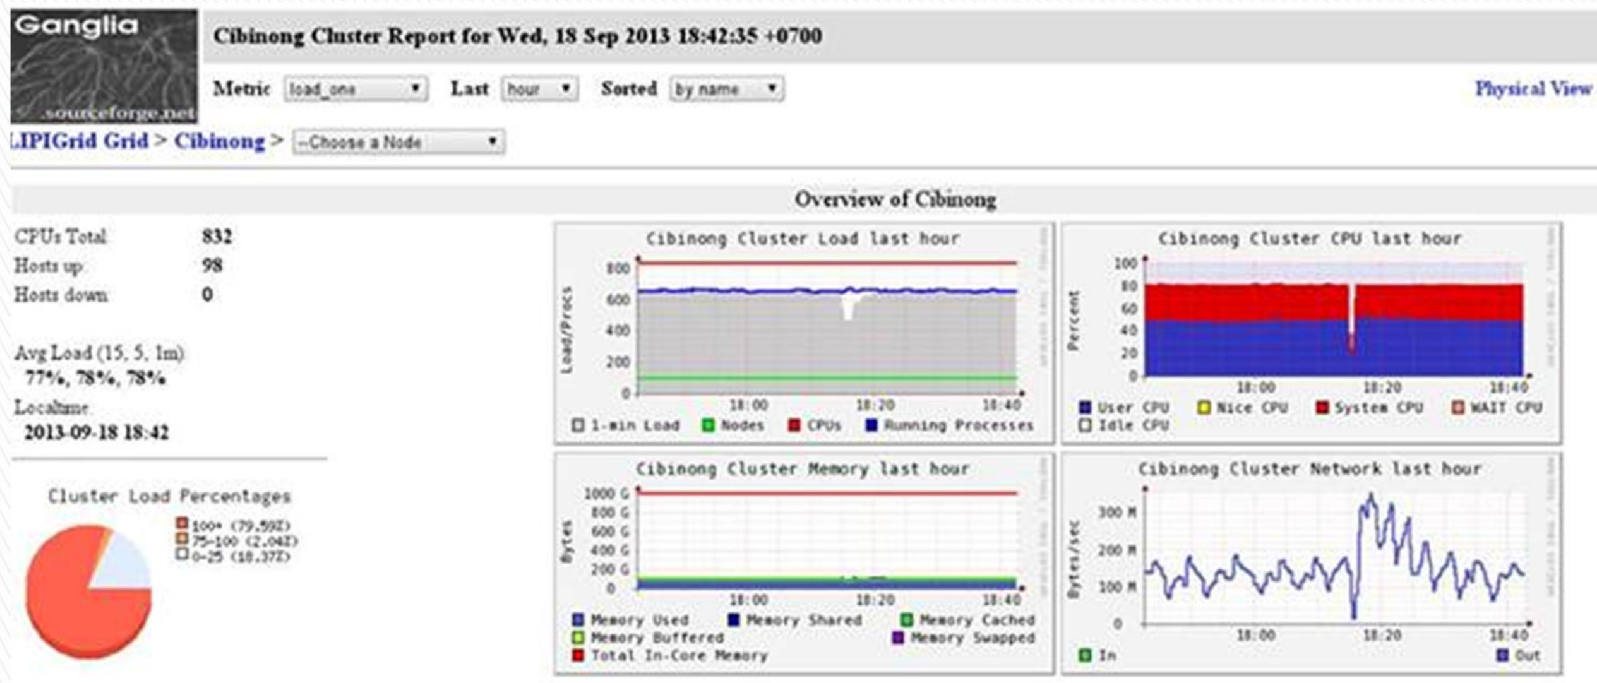 Ganglia
.sourceforge.net
Cibinong Cluster Report for Wed, 18 Sep 2013 18:42:35 +0700
Metric load_one Last hour Sorted by name
Physical View
LIPIGrid Grid > Cibinong > --Choose a Node
Overview of Cibinong
CPUs Total: 832
Hosts up: 98
Hosts down: 0
Avg Load (15, 5, 1m):
77%, 78%, 78%
Localtime:
2013-09-18 18:42
Cluster Load Percentages
100+ (79.59%)
75-100 (2.04%)
0-25 (18.37%)
Cibinong Cluster Load last hour
Load/Procs
800
600
400
200
0
18:00 18:20 18:40
1-min Load Nodes CPUs Running Processes
Cibinong Cluster CPU last hour
Percent
100
80
60
40
20
0
18:00 18:20 18:40
User CPU Nice CPU System CPU WAIT CPU
Idle CPU
Cibinong Cluster Memory last hour
Bytes
1000 G
800 G
600 G
400 G
200 G
0
18:00 18:20 18:40
Memory Used Memory Shared Memory Cached
Memory Buffered Memory Swapped
Total In-Core Memory
Cibinong Cluster Network last hour
Bytes/sec
300 M
200 M
100 M
0
18:00 18:20 18:40
In Out